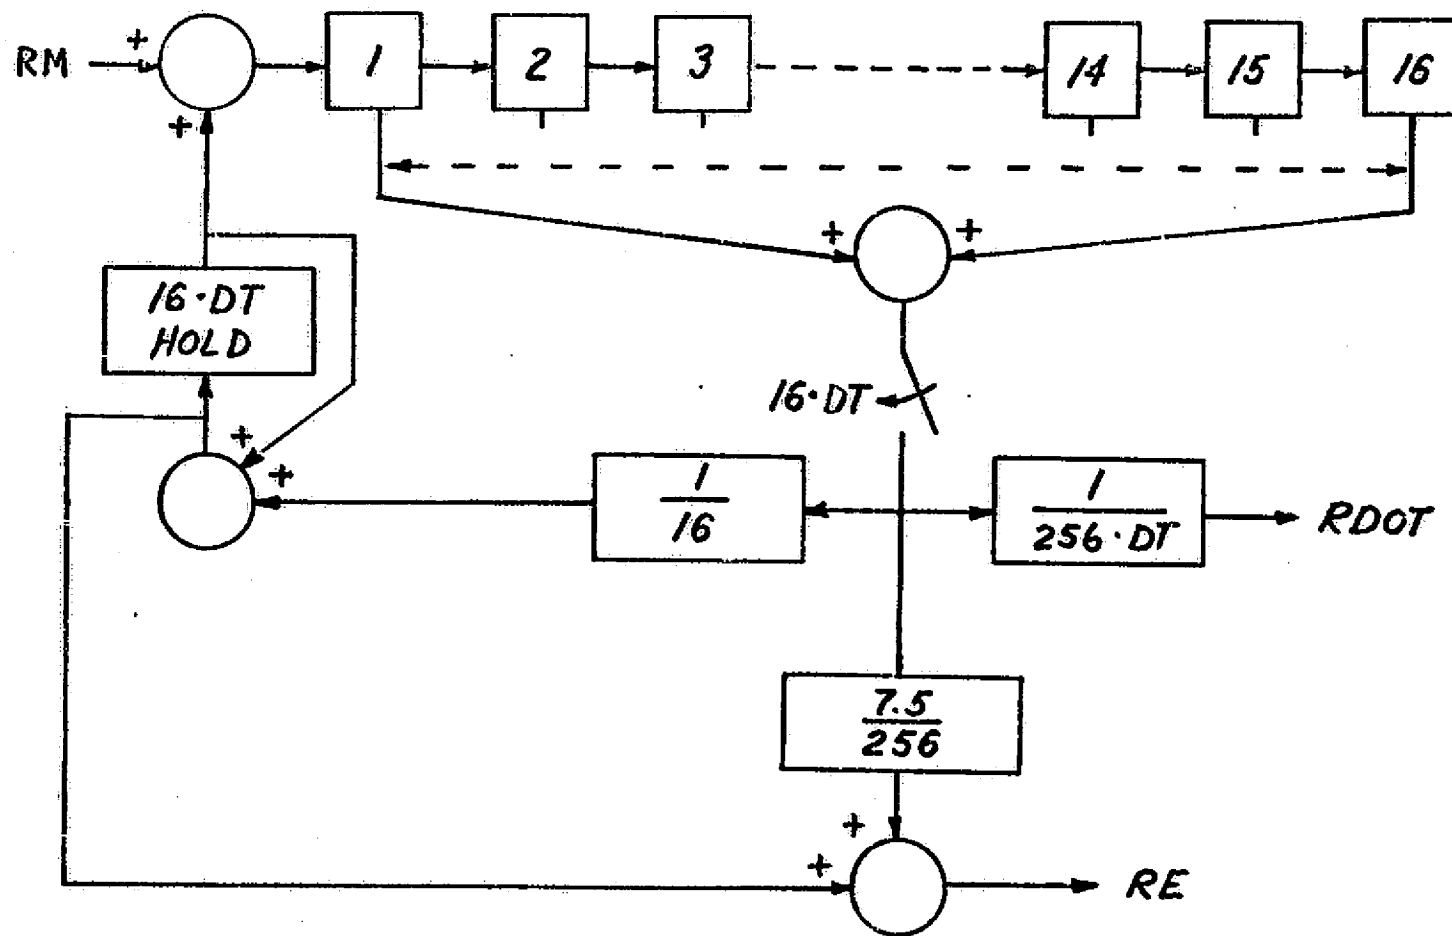 RM + 1 2 3 14 15 16
+
+ +
16·DT
HOLD
16·DT
+
+
1
16
1
256·DT
RDOT
7.5
256
+
+
RE